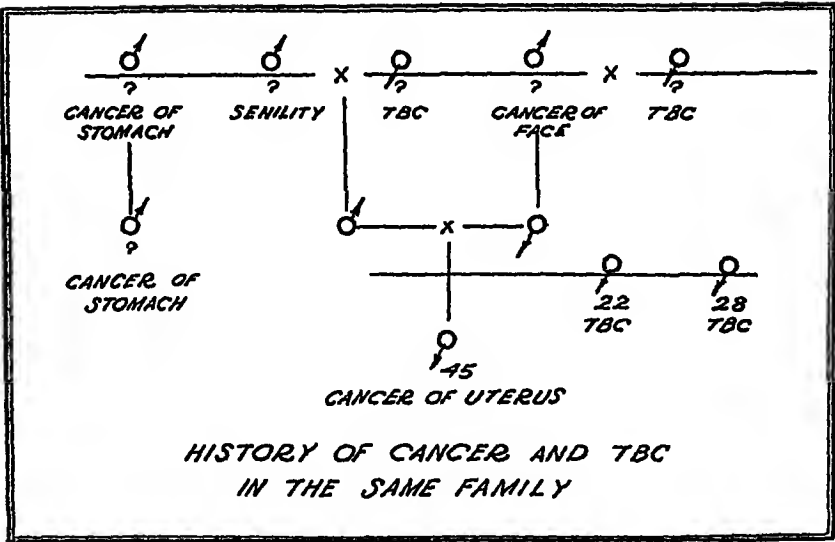 x x
? ? ? ? ?
CANCER OF STOMACH SENILITY TBC CANCER OF FACE TBC
x
?
CANCER OF
STOMACH
22 28
TBC TBC
45
CANCER OF UTERUS
HISTORY OF CANCER AND TBC
IN THE SAME FAMILY